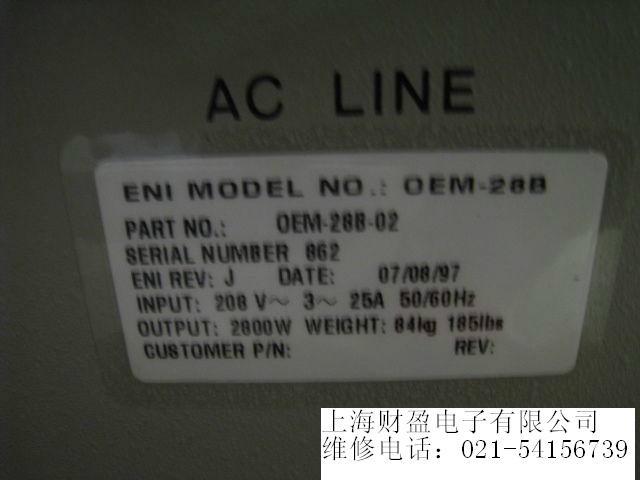 AC LINE
ENI MODEL NO.: OEM-28B
PART NO.: OEM-28B-02
SERIAL NUMBER 862
ENI REV: J DATE: 07/08/97
INPUT: 208 V～ 3～ 25A 50/60Hz
OUTPUT: 2800W WEIGHT: 84kg 185lbs
CUSTOMER P/N: REV:
上海财盈电子有限公司
维修电话：021-54156739